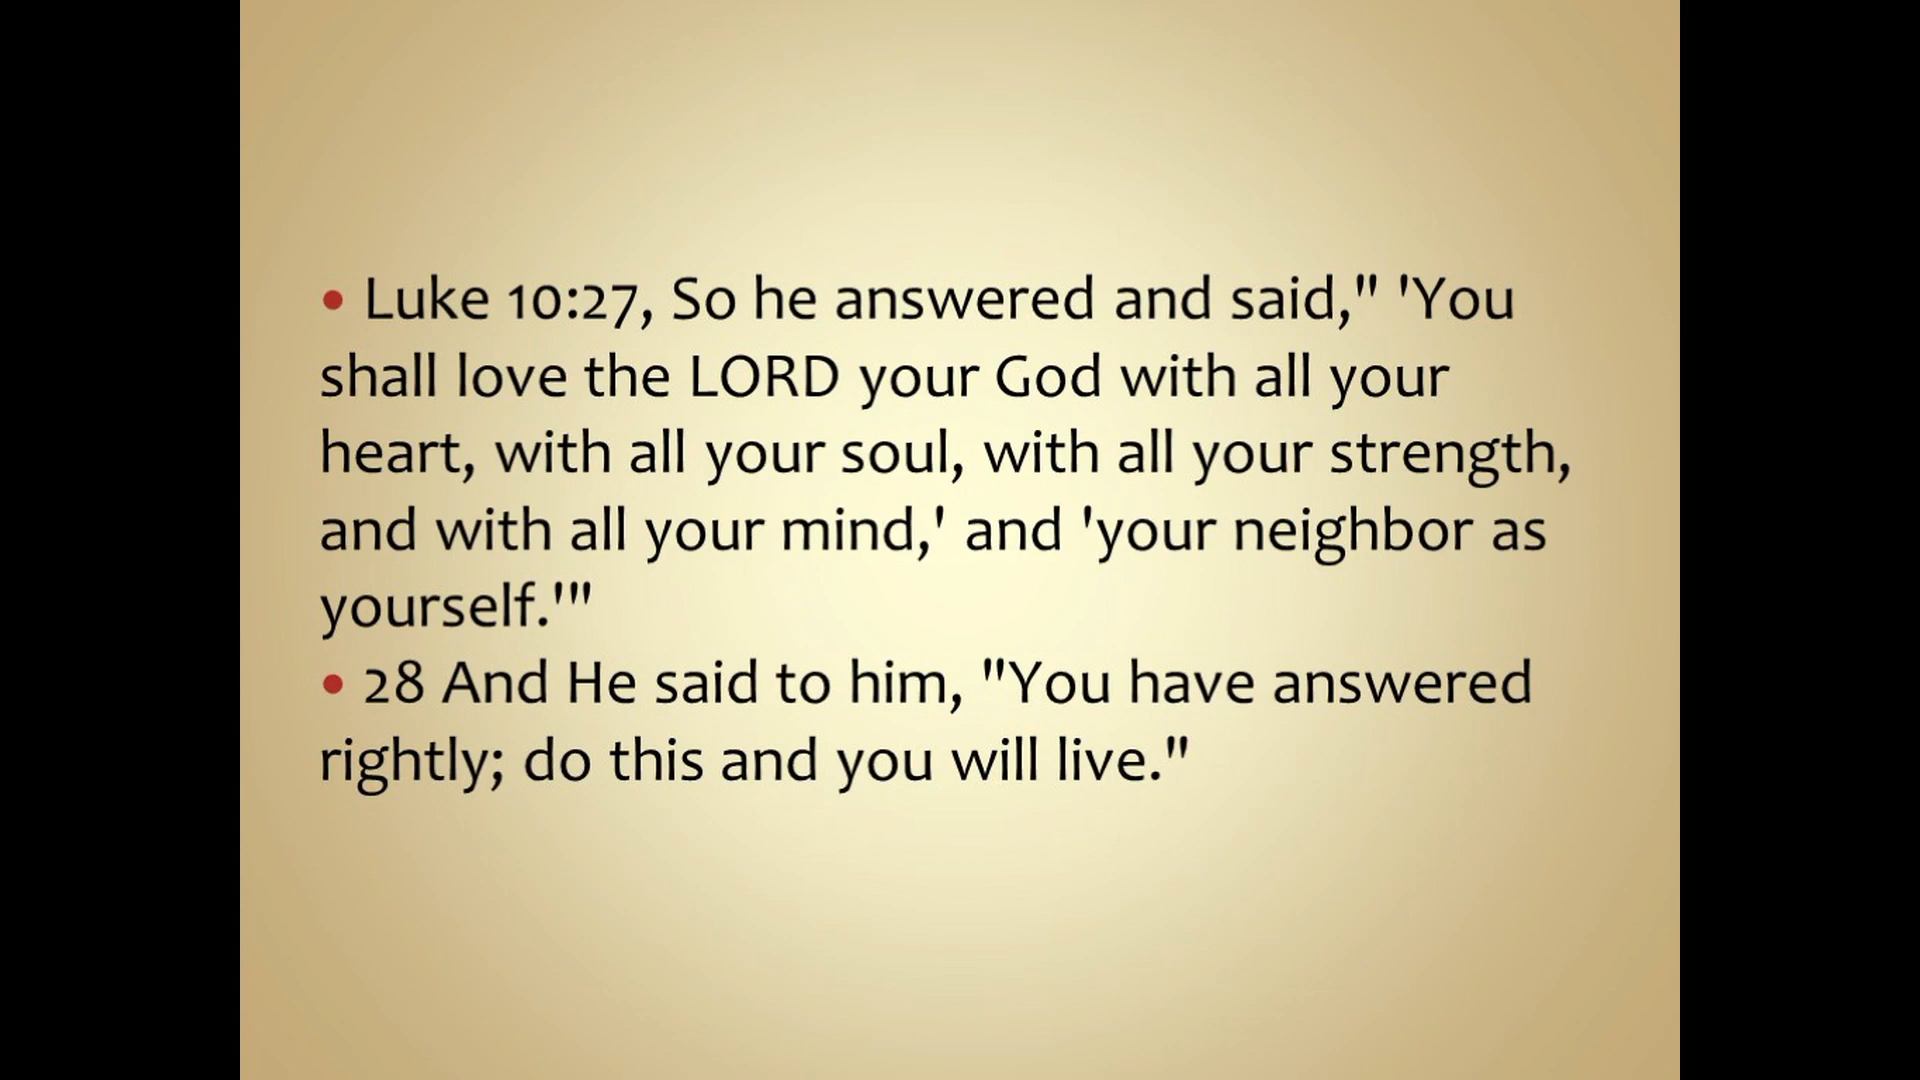 • Luke 10:27, So he answered and said," 'You
shall love the LORD your God with all your
heart, with all your soul, with all your strength,
and with all your mind,' and 'your neighbor as
yourself.'"
• 28 And He said to him, "You have answered
rightly; do this and you will live."